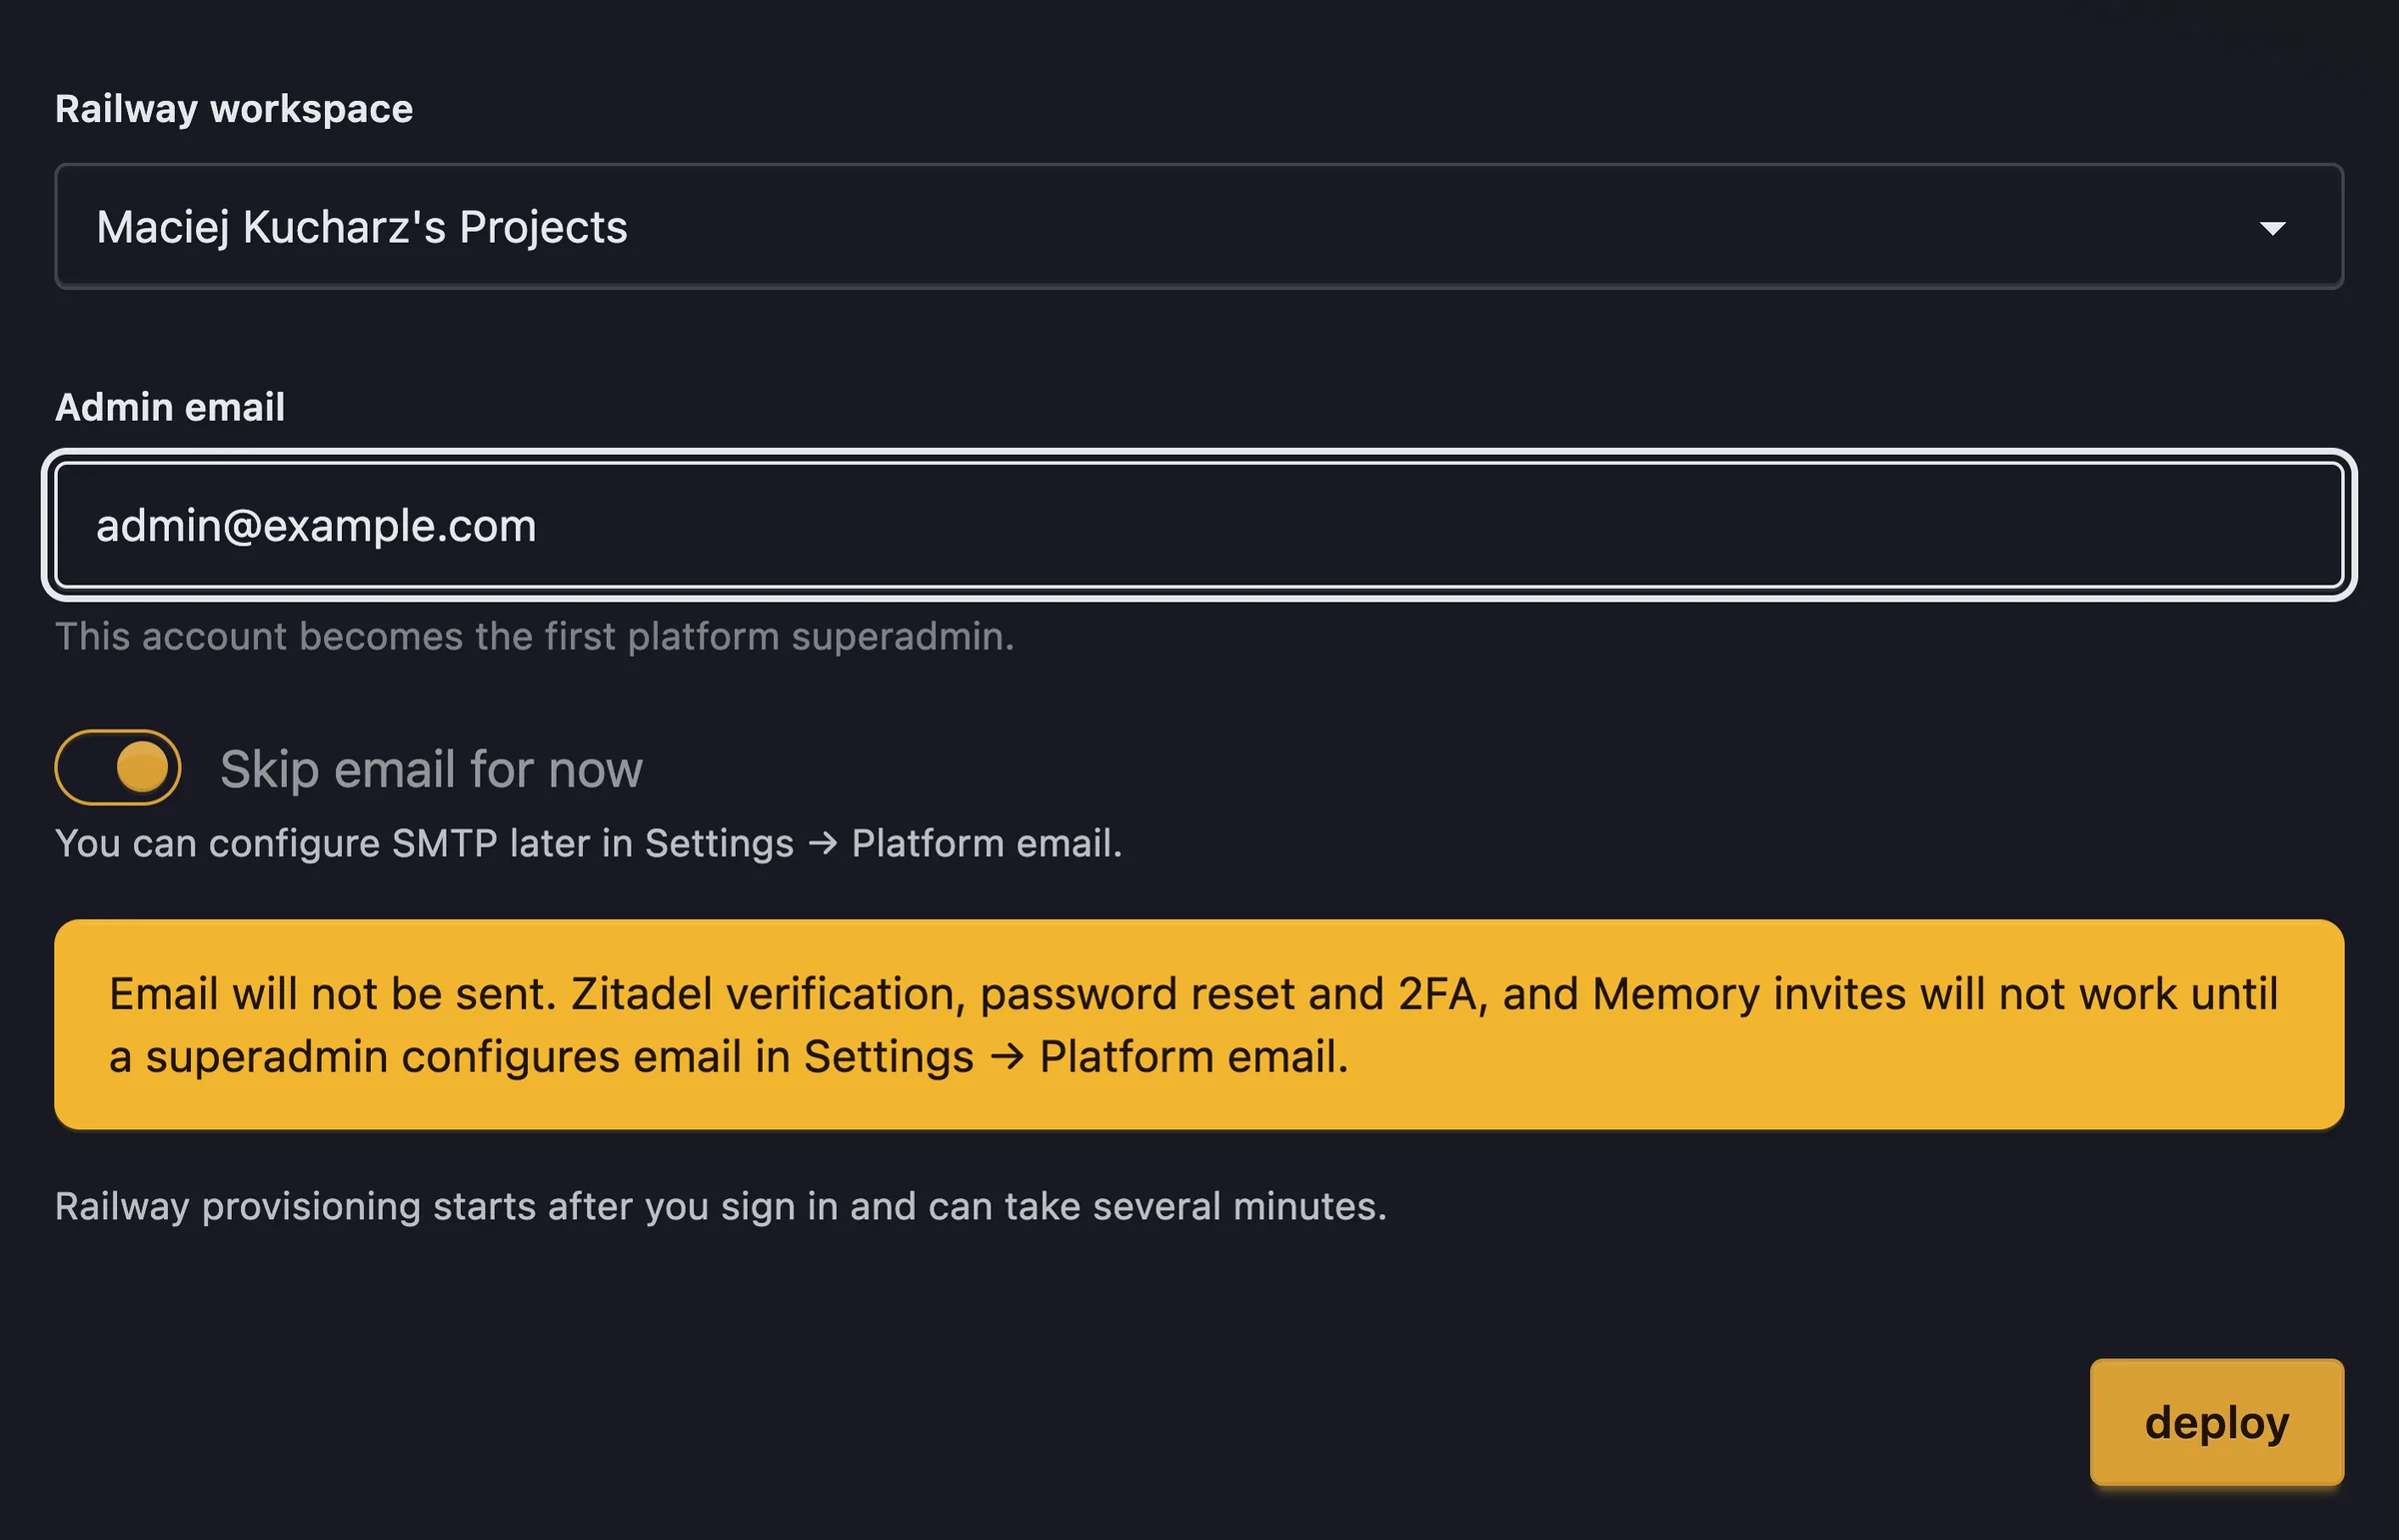 Railway workspace
Maciej Kucharz's Projects
Admin email
admin@example.com
This account becomes the first platform superadmin.
Skip email for now
You can configure SMTP later in Settings → Platform email.
Email will not be sent. Zitadel verification, password reset and 2FA, and Memory invites will not work until
a superadmin configures email in Settings → Platform email.
Railway provisioning starts after you sign in and can take several minutes.
deploy